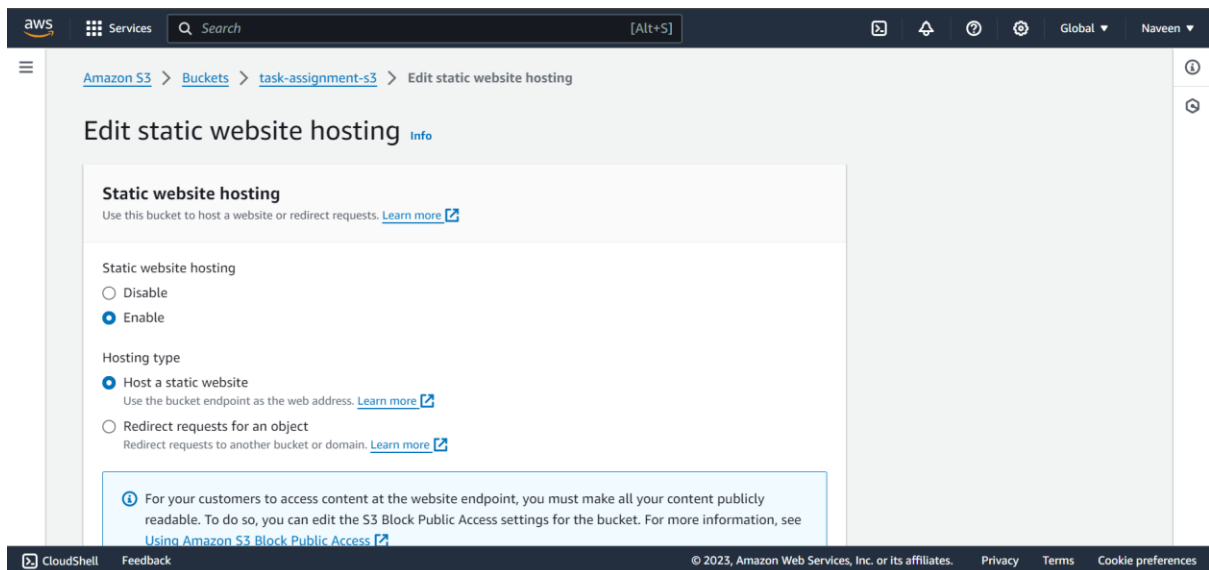 aws Services Search [Alt+S] Global ▼ Naveen ▼
Amazon S3 > Buckets > task-assignment-s3 > Edit static website hosting
Edit static website hosting Info
Static website hosting
Use this bucket to host a website or redirect requests. Learn more
Static website hosting
Disable
Enable
Hosting type
Host a static website
Use the bucket endpoint as the web address. Learn more
Redirect requests for an object
Redirect requests to another bucket or domain. Learn more
For your customers to access content at the website endpoint, you must make all your content publicly
readable. To do so, you can edit the S3 Block Public Access settings for the bucket. For more information, see
Using Amazon S3 Block Public Access
CloudShell Feedback © 2023, Amazon Web Services, Inc. or its affiliates. Privacy Terms Cookie preferences